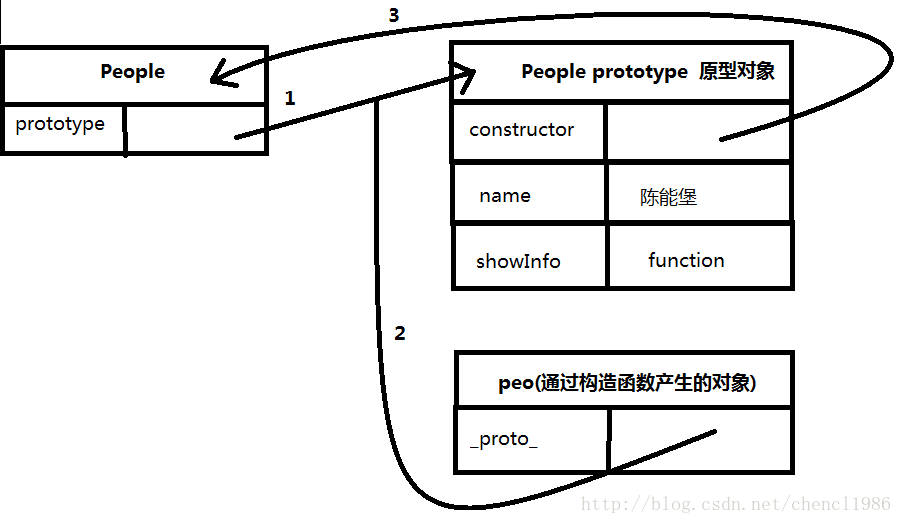 3
People
People prototype 原型对象
1
prototype
constructor
name
陈能堡
showInfo
function
2
peo(通过构造函数产生的对象)
_proto_
http://blog.csdn.net/chencl1986